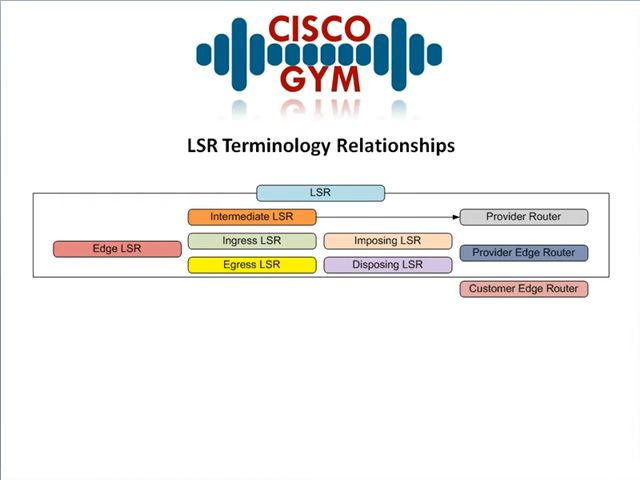 CISCO
GYM
LSR Terminology Relationships
LSR
Intermediate LSR
Provider Router
Ingress LSR
Imposing LSR
Edge LSR
Provider Edge Router
Egress LSR
Disposing LSR
Customer Edge Router